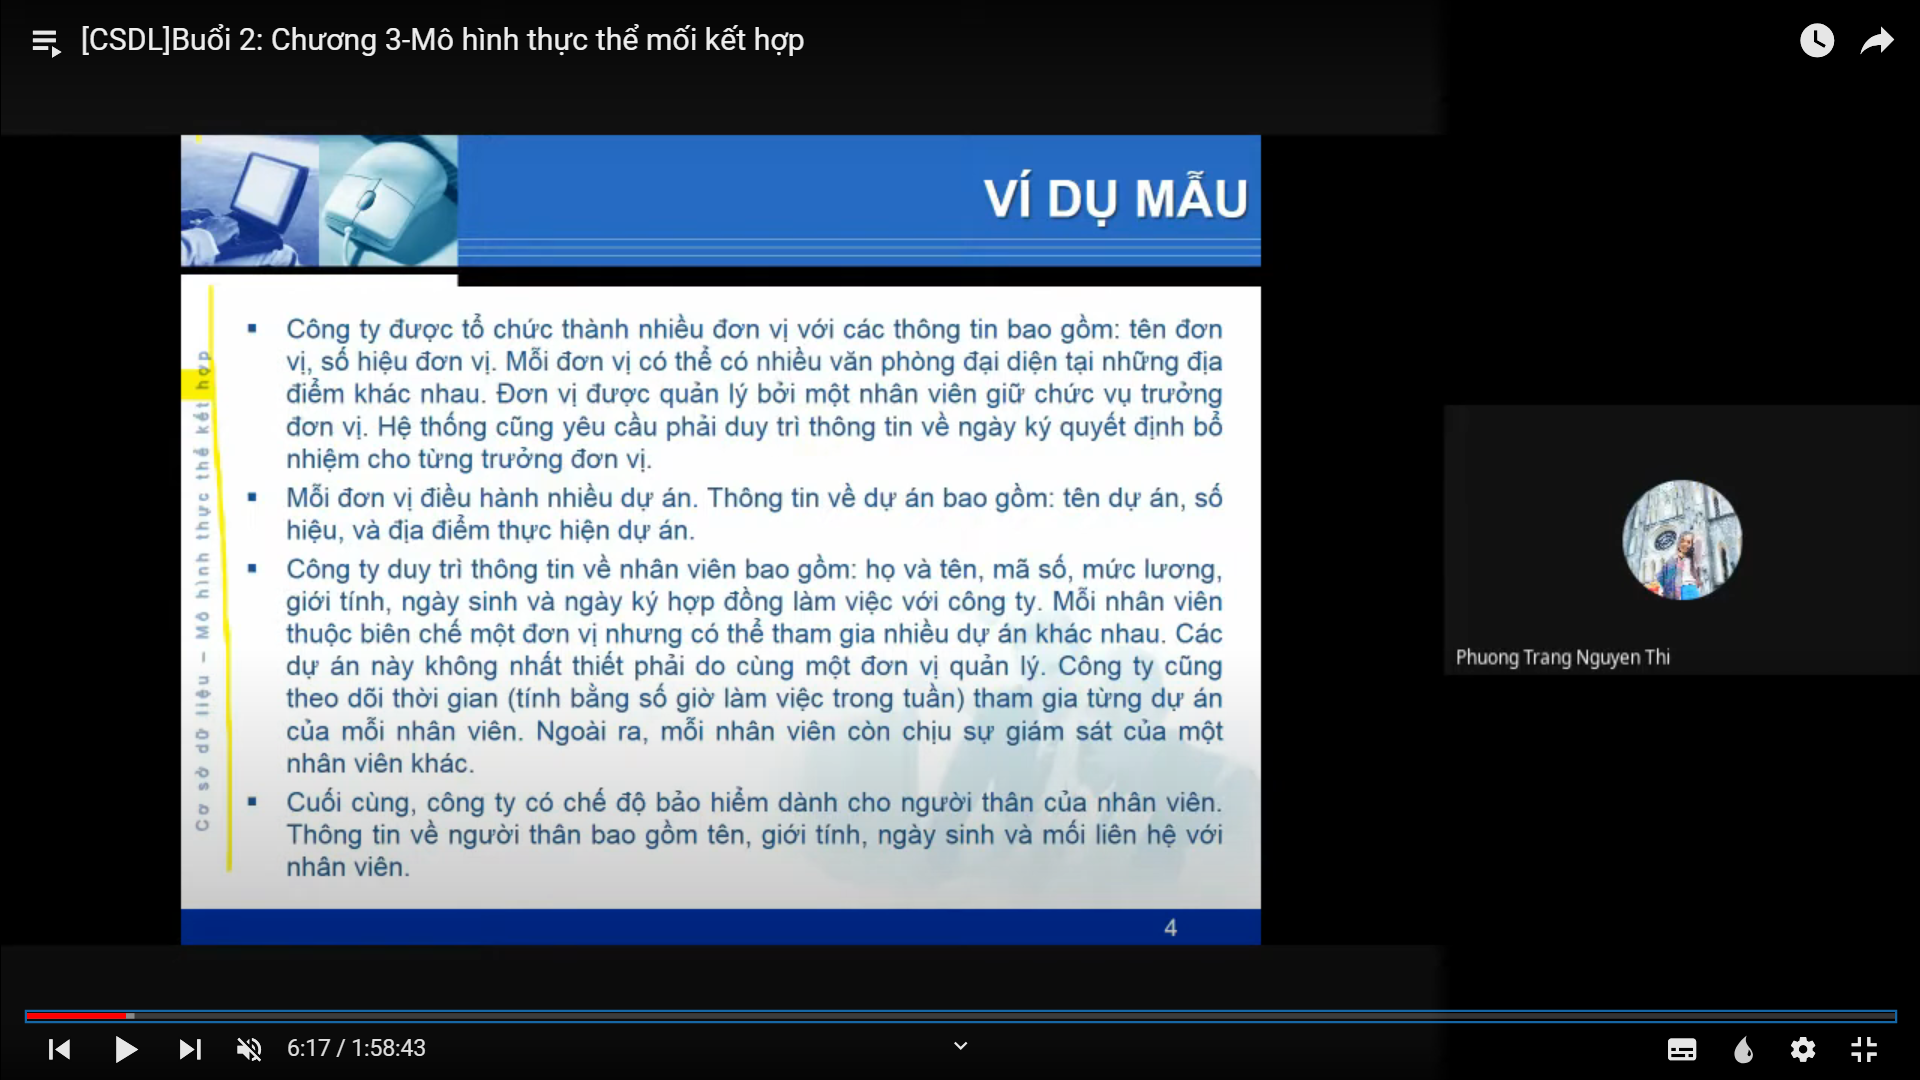 [CSDL]Buổi 2: Chương 3-Mô hình thực thể mối kết hợp
VÍ DỤ MẪU
Công ty được tổ chức thành nhiều đơn vị với các thông tin bao gồm: tên đơn
vị, số hiệu đơn vị. Mỗi đơn vị có thể có nhiều văn phòng đại diện tại những địa
điểm khác nhau. Đơn vị được quản lý bởi một nhân viên giữ chức vụ trưởng
đơn vị. Hệ thống cũng yêu cầu phải duy trì thông tin về ngày ký quyết định bổ
nhiệm cho từng trưởng đơn vị.
Mỗi đơn vị điều hành nhiều dự án. Thông tin về dự án bao gồm: tên dự án, số
hiệu, và địa điểm thực hiện dự án.
Công ty duy trì thông tin về nhân viên bao gồm: họ và tên, mã số, mức lương,
giới tính, ngày sinh và ngày ký hợp đồng làm việc với công ty. Mỗi nhân viên
thuộc biên chế một đơn vị nhưng có thể tham gia nhiều dự án khác nhau. Các
dự án này không nhất thiết phải do cùng một đơn vị quản lý. Công ty cũng
theo dõi thời gian (tính bằng số giờ làm việc trong tuần) tham gia từng dự án
của mỗi nhân viên. Ngoài ra, mỗi nhân viên còn chịu sự giám sát của một
nhân viên khác.
Cuối cùng, công ty có chế độ bảo hiểm dành cho người thân của nhân viên.
Thông tin về người thân bao gồm tên, giới tính, ngày sinh và mối liên hệ với
nhân viên.
Cơ sở dữ liệu – Mô hình thực thể kết hợp
4
Phuong Trang Nguyen Thi
6:17 / 1:58:43